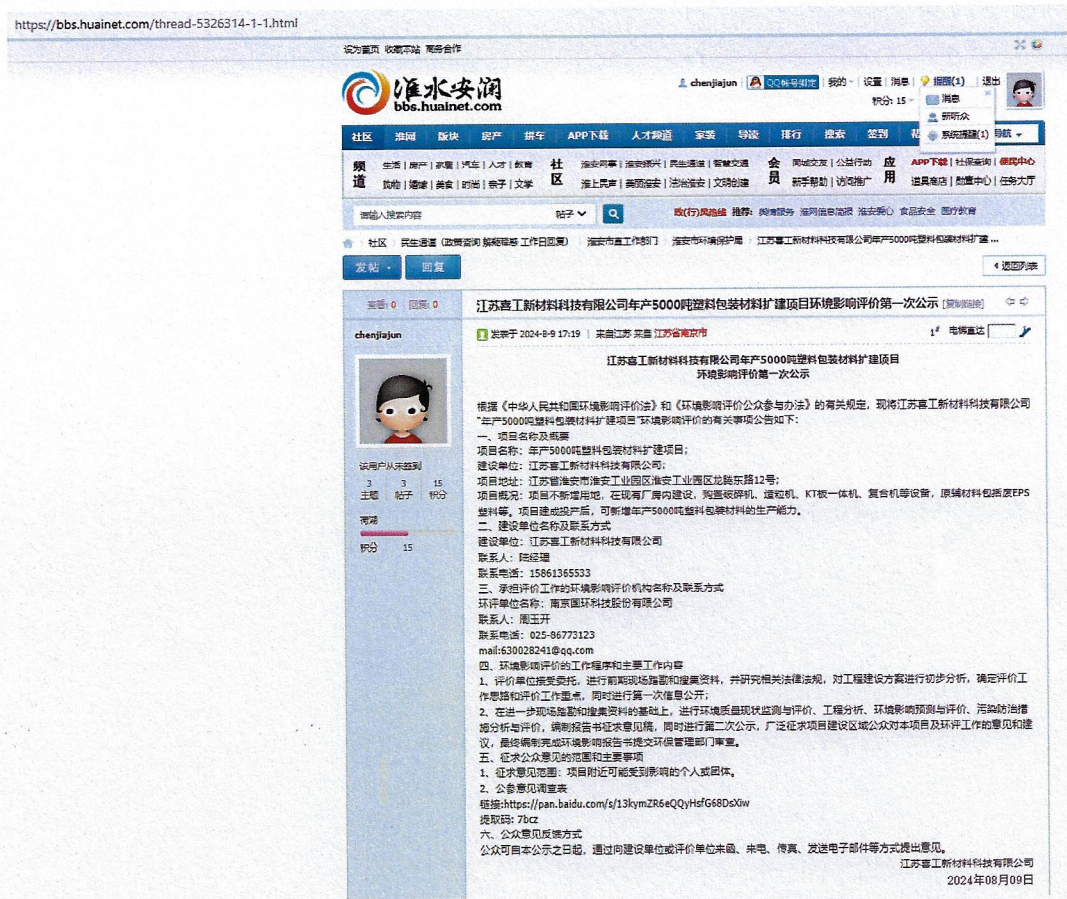 https://bbs.huainet.com/thread-5326314-1-1.html
设为首页 收藏本站 商务合作
淮水安澜
bbs.huainet.com
chenjiajun | QQ帐号绑定 | 我的 | 设置 | 消息 | 提醒(1) | 退出
积分: 15
消息
新听众
系统提醒(1)
社区 淮网 版块 房产 拼车 APP下载 人才频道 家装 导读 排行 搜索 签到 导航
频道
生活 | 房产 | 家居 | 汽车 | 人才 | 教育
购物 | 婚嫁 | 美食 | 时尚 | 亲子 | 文学
社区
淮安同事 | 淮安振兴 | 民生通道 | 智慧交通
淮上民声 | 美丽淮安 | 法治淮安 | 文明创建
会员
同城交友 | 公益行动
新手帮助 | 访问推广
应用
APP下载 | 社保查询 | 便民中心
道具商店 | 勋章中心 | 任务大厅
请输入搜索内容 帖子
政(行)风热线 推荐: 舆情服务 淮网信息简报 淮安爱心 食品安全 医疗教育
社区 民生通道(政策咨询 解疑释惑 工作日回复) 淮安市直工作部门 淮安市环境保护局 江苏喜工新材料科技有限公司年产5000吨塑料包装材料扩建 ...
发帖 回复
返回列表
查看: 0 回复: 0
江苏喜工新材料科技有限公司年产5000吨塑料包装材料扩建项目环境影响评价第一次公示 [复制链接]
chenjiajun
发表于 2024-8-9 17:19 | 来自江苏 来自 江苏省南京市
1# 电梯直达
该用户从未签到
3 3 15
主题 帖子 积分
积分 15
江苏喜工新材料科技有限公司年产5000吨塑料包装材料扩建项目
环境影响评价第一次公示
根据《中华人民共和国环境影响评价法》和《环境影响评价公众参与办法》的有关规定，现将江苏喜工新材料科技有限公司
"年产5000吨塑料包装材料扩建项目"环境影响评价的有关事项公告如下：
一、项目名称及概要
项目名称：年产5000吨塑料包装材料扩建项目；
建设单位：江苏喜工新材料科技有限公司；
项目地址：江苏省淮安市淮安工业园区淮安工业园区龙腾东路12号；
项目概况：项目不新增用地，在现有厂房内建设，购置破碎机、造粒机、KT板一体机、复合机等设备，原辅材料包括废EPS
塑料等。项目建成投产后，可新增年产5000吨塑料包装材料的生产能力。
二、建设单位名称及联系方式
建设单位：江苏喜工新材料科技有限公司
联系人：陆经理
联系电话：15861365533
三、承担评价工作的环境影响评价机构名称及联系方式
环评单位名称：南京国环科技股份有限公司
联系人：周玉开
联系电话：025-86773123
mail:630028241@qq.com
四、环境影响评价的工作程序和主要工作内容
1、评价单位接受委托，进行前期现场踏勘和搜集资料，并研究相关法律法规，对工程建设方案进行初步分析，确定评价工
作思路和评价工作重点，同时进行第一次信息公开；
2、在进一步现场踏勘和搜集资料的基础上，进行环境质量现状监测与评价、工程分析、环境影响预测与评价、污染防治措
施分析与评价，编制报告书征求意见稿，同时进行第二次公示，广泛征求项目建设区域公众对本项目及环评工作的意见和建
议，最终编制完成环境影响报告书提交环保管理部门审查。
五、征求公众意见的范围和主要事项
1、征求意见范围：项目附近可能受到影响的个人或团体。
2、公参意见调查表
链接:https://pan.baidu.com/s/13kymZR6eQQyHsfG68DsXiw
提取码：7bcz
六、公众意见反馈方式
公众可自本公示之日起，通过向建设单位或评价单位来函、来电、传真、发送电子邮件等方式提出意见。
江苏喜工新材料科技有限公司
2024年08月09日